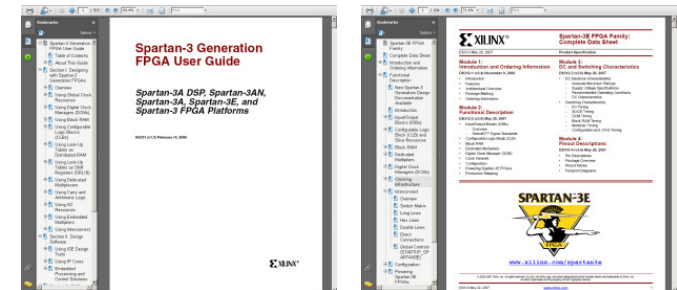 Bookmarks
Options
Spartan-3 Generation
FPGA User Guide
Table of Contents
About This Guide
Section I: Designing
with Spartan-3
Generation FPGAs
Overview
Using Global Clock
Resources
Using Digital Clock
Managers (DCMs)
Using Block RAM
Using Configurable
Logic Blocks
(CLBs)
Using Look-Up
Tables as
Distributed RAM
Using Look-Up
Tables as Shift
Registers (SRL16)
Using Dedicated
Multiplexers
Using Carry and
Arithmetic Logic
Using I/O
Resources
Using Embedded
Multipliers
Using Interconnect
Section II: Design
Software
Using ISE Design
Tools
Using IP Cores
Embedded
Processing and
Control Solutions
Spartan-3 Generation
FPGA User Guide
Spartan-3A DSP, Spartan-3AN,
Spartan-3A, Spartan-3E, and
Spartan-3 FPGA Platforms
XILINX®
Bookmarks
Options
Spartan-3E FPGA
Family:
Complete Data Sheet
Introduction and
Ordering Information
Functional
Description
New Spartan-3
Generation Design
Documentation
Available
Introduction
Input/Output
Blocks (IOBs)
Configurable Logic
Block (CLB) and
Slice Resources
Block RAM
Dedicated
Multipliers
Digital Clock
Managers (DCMs)
Clocking
Infrastructure
Interconnect
Overview
Switch Matrix
Long Lines
Hex Lines
Double Lines
Direct
Connections
Global Controls
(STARTUP_SP
ARTAN3E)
Configuration
Powering
Spartan-3E
FPGAs
XILINX®
Spartan-3E FPGA Family:
Complete Data Sheet
DS312 May 29, 2007
Product Specification
Module 1:
Introduction and Ordering Information
Introduction
Features
Architectural Overview
Package Marking
Ordering Information
Module 2:
Functional Description
Input/Output Blocks (IOBs)
Overview
SelectIO™ Signal Standards
Configurable Logic Block (CLB)
Block RAM
Dedicated Multipliers
Digital Clock Manager (DCM)
Clock Network
Configuration
Powering Spartan-3E FPGAs
Production Stepping
Module 3:
DC and Switching Characteristics
DC Electrical Characteristics
Absolute Maximum Ratings
Supply Voltage Specifications
Recommended Operating Conditions
DC Characteristics
Switching Characteristics
I/O Timing
SLICE Timing
DCM Timing
Block RAM Timing
Multiplier Timing
Configuration and JTAG Timing
Module 4:
Pinout Descriptions
Pin Descriptions
Package Overview
Pinout Tables
Footprint Diagrams
SPARTAN-3E
FPGA
www.xilinx.com/spartan3e